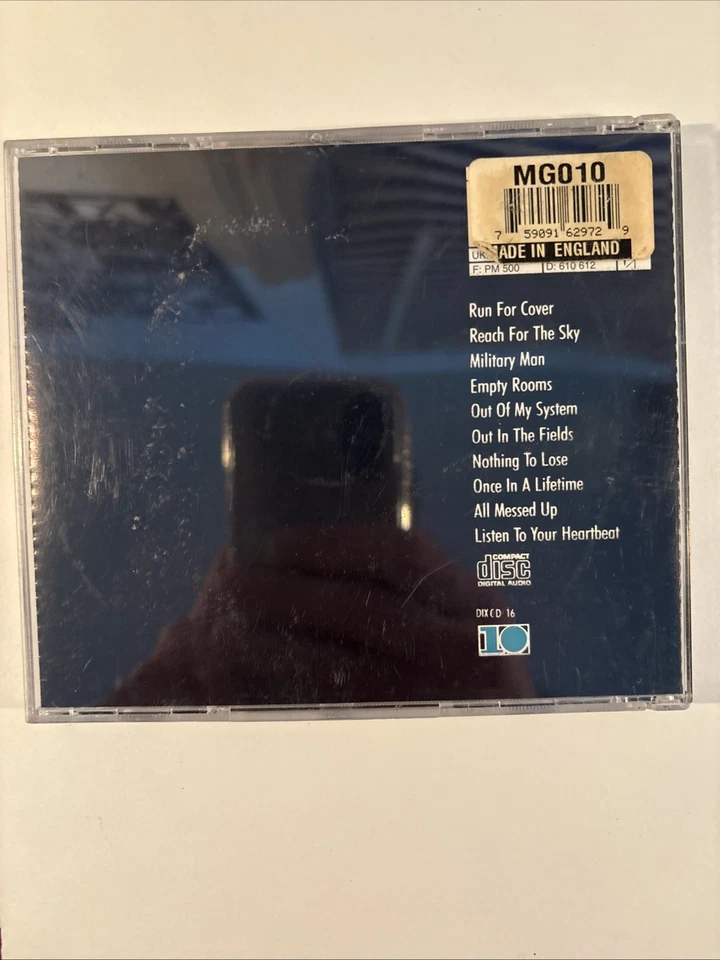 MG010
7 59091 62972 9
MADE IN ENGLAND
UK:
F: PM 500 D: 610 612
Run For Cover
Reach For The Sky
Military Man
Empty Rooms
Out Of My System
Out In The Fields
Nothing To Lose
Once In A Lifetime
All Messed Up
Listen To Your Heartbeat
COMPACT
disc
DIGITAL AUDIO
DIXCD 16
10